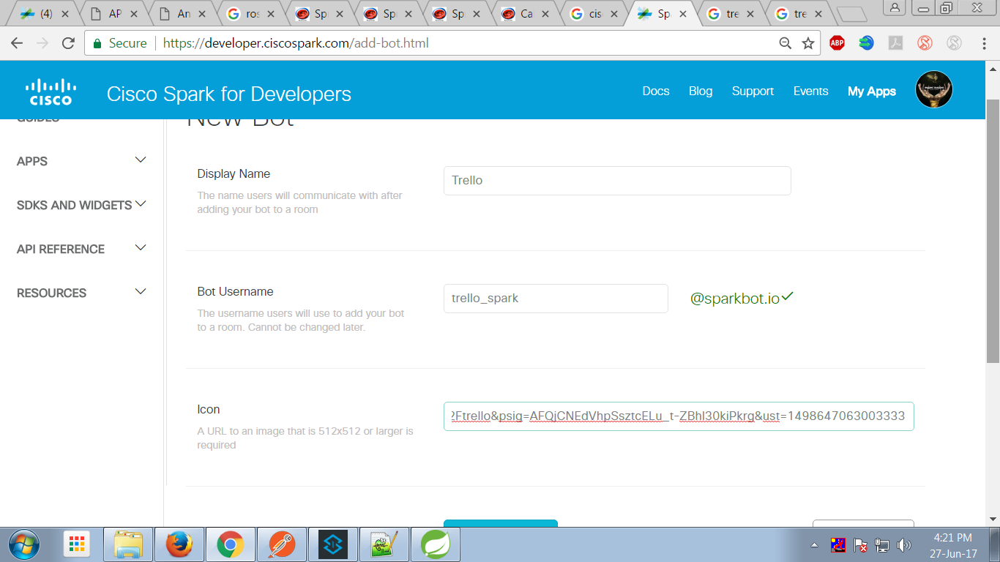 (4)
AP
An
ros
Spi
Sp
Sp
Cal
cis
Sp
tre
tre
Secure
https://developer.ciscospark.com/add-bot.html
ABP
cisco
Cisco Spark for Developers
Docs
Blog
Support
Events
My Apps
New Bot
GUIDES
APPS
SDKS AND WIDGETS
API REFERENCE
RESOURCES
Display Name
Trello
The name users will communicate with after
adding your bot to a room
Bot Username
trello_spark
@sparkbot.io
The username users will use to add your bot
to a room. Cannot be changed later.
Icon
?Ftrello&psig=AFQjCNEdVhpSsztcELu_t-ZBhl30kiPkrg&ust=1498647063003333
A URL to an image that is 512x512 or larger is
required
4:21 PM
27-Jun-17